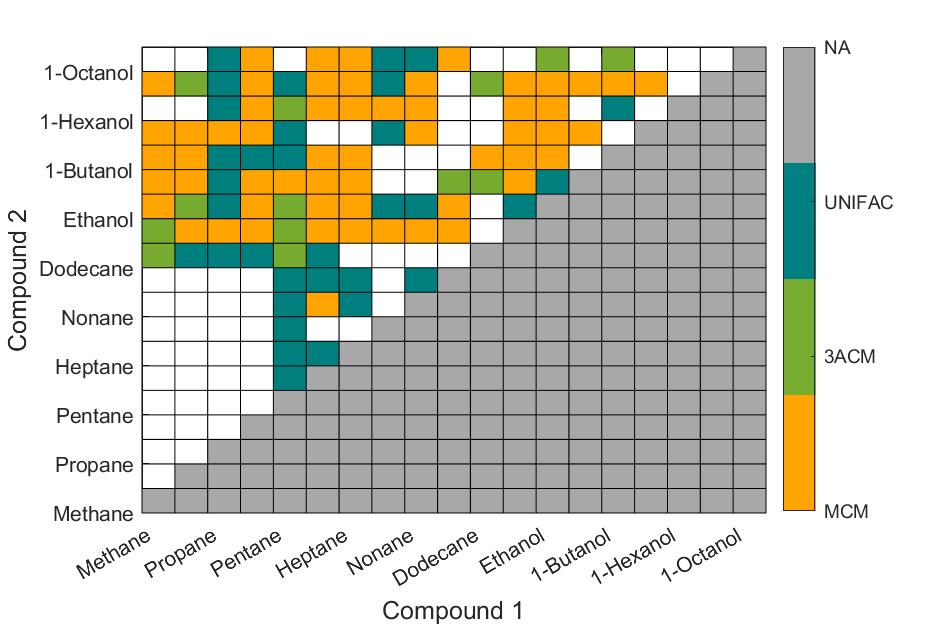 1-Octanol
1-Hexanol
1-Butanol
Ethanol
Dodecane
Nonane
Heptane
Pentane
Propane
Methane
Compound 2
Methane
Propane
Pentane
Heptane
Nonane
Dodecane
Ethanol
1-Butanol
1-Hexanol
1-Octanol
Compound 1
NA
UNIFAC
3ACM
MCM